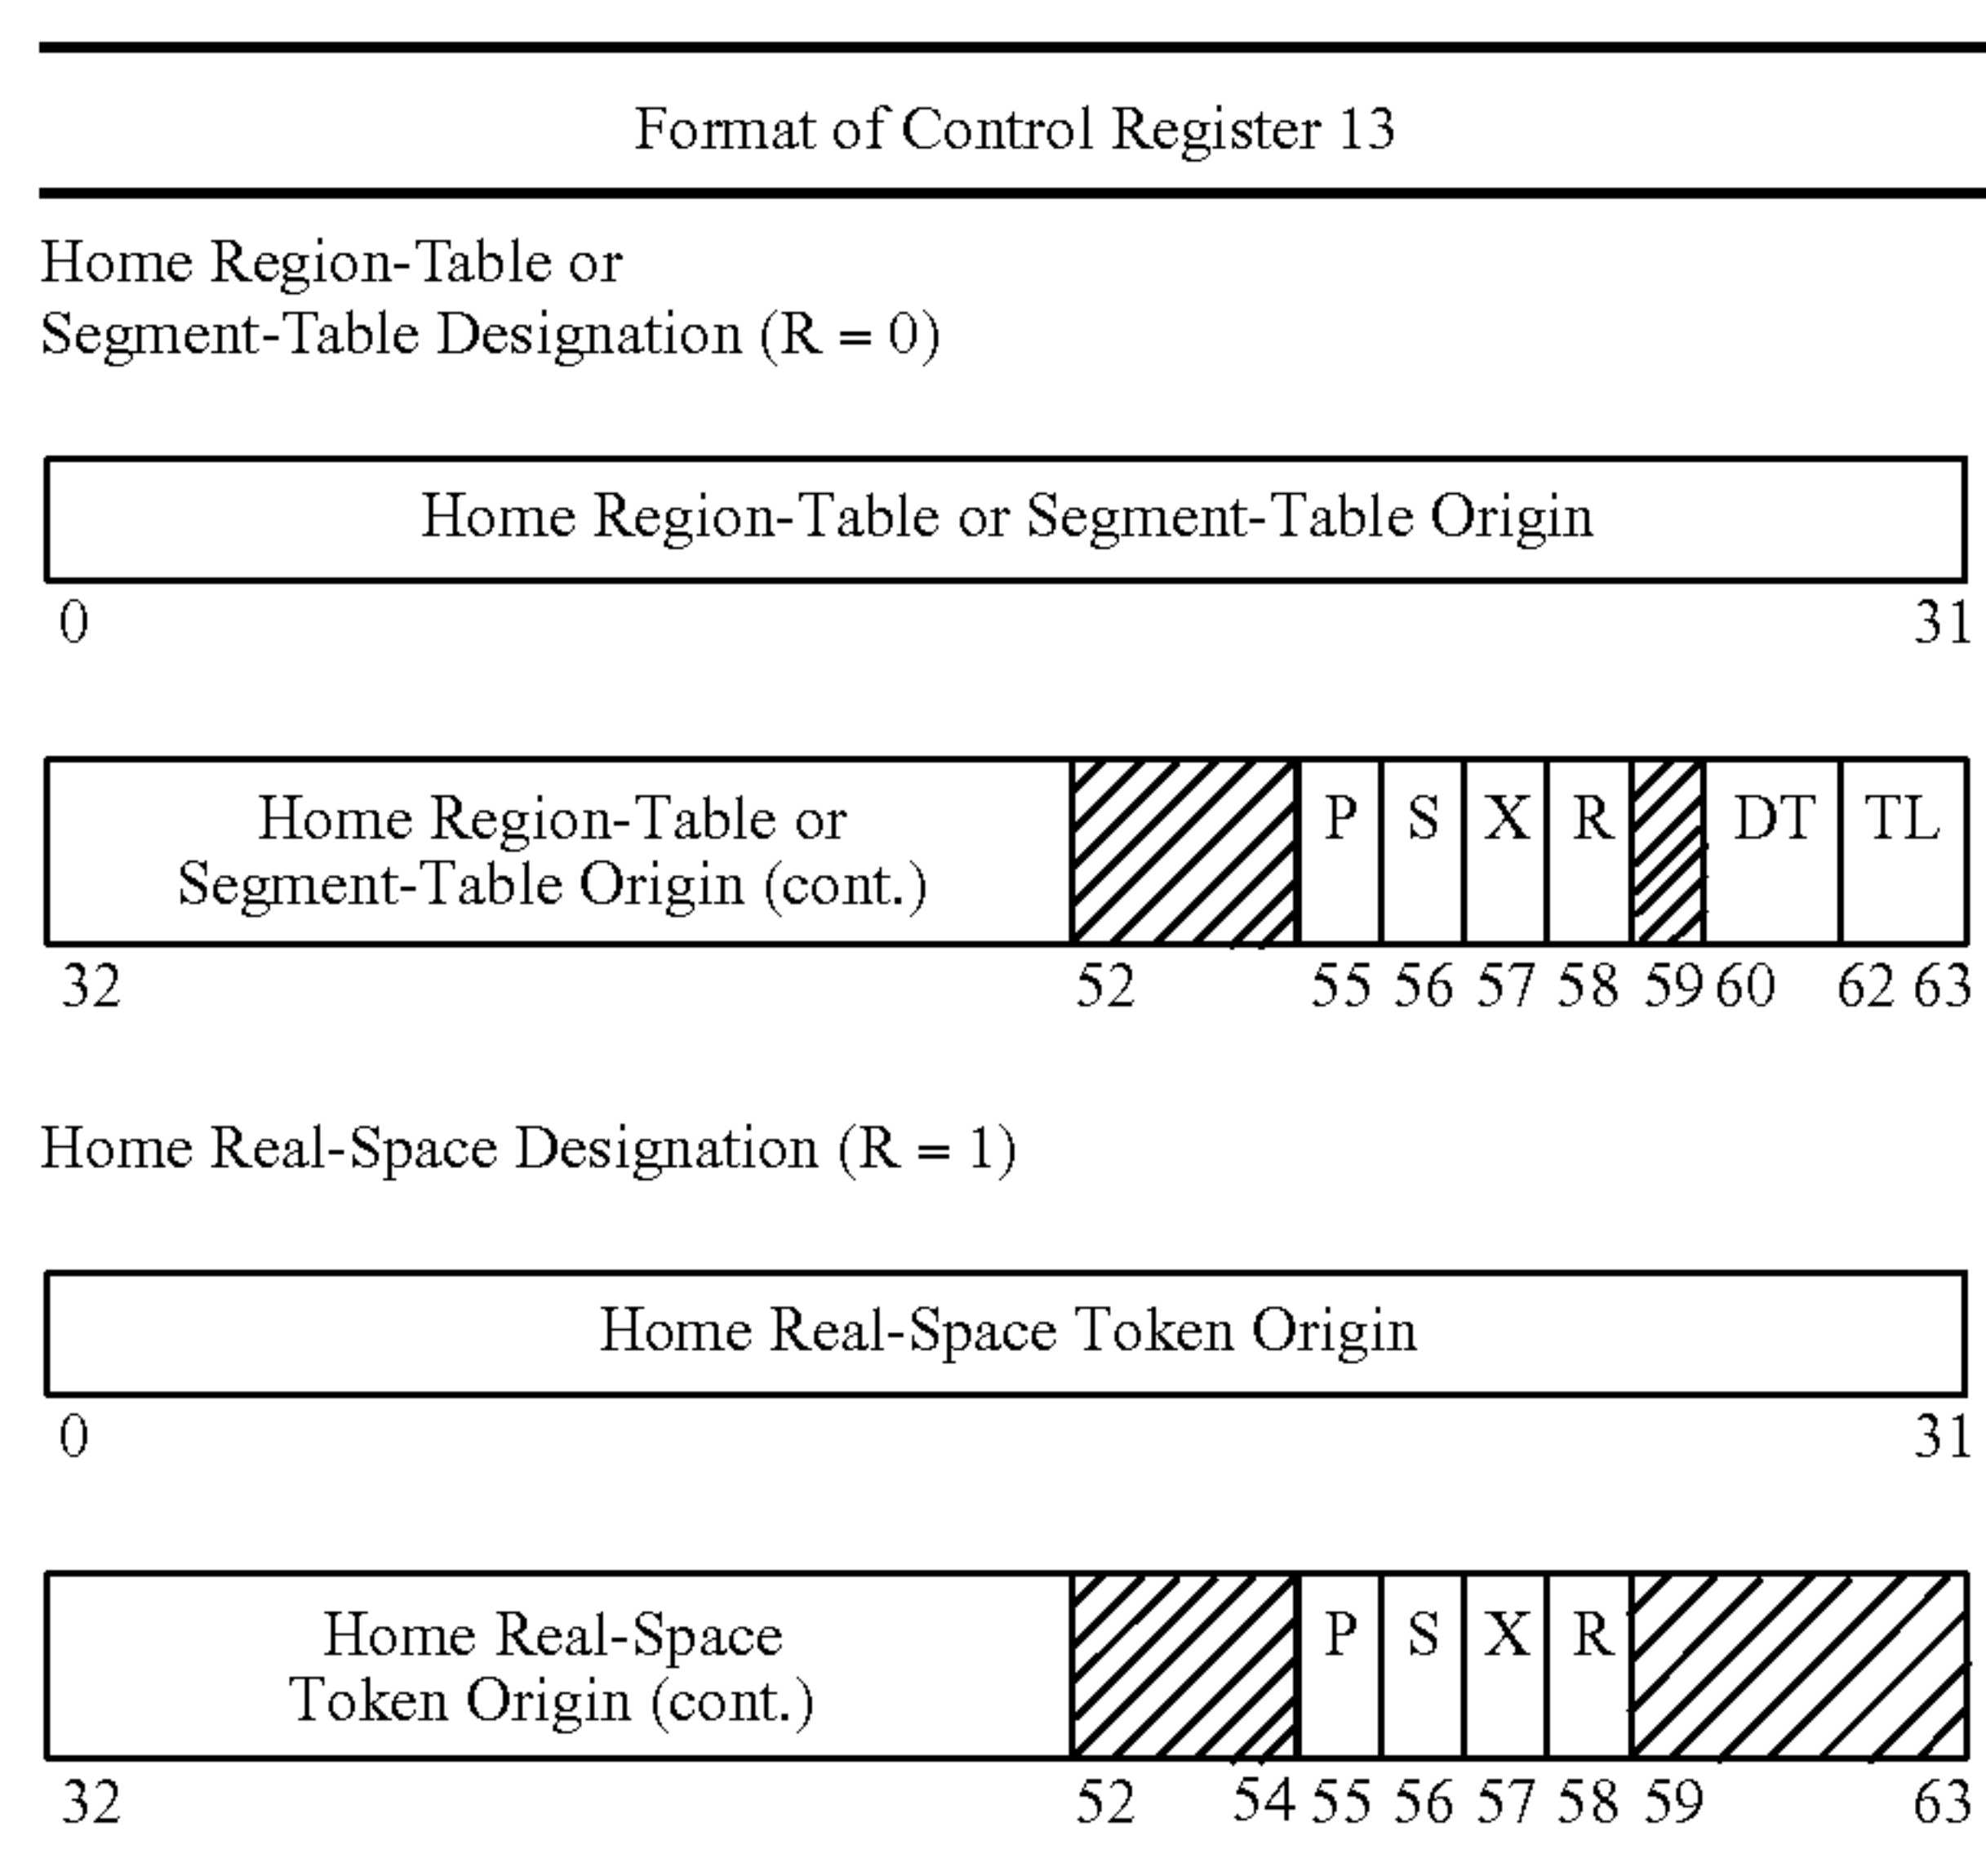 Format of Control Register 13
Home Region-Table or
Segment-Table Designation (R = 0)
Home Region-Table or Segment-Table Origin
0 31
Home Region-Table or
Segment-Table Origin (cont.)
P S X R DT TL
32 52 55 56 57 58 59 60 62 63
Home Real-Space Designation (R = 1)
Home Real-Space Token Origin
0 31
Home Real-Space
Token Origin (cont.)
P S X R
32 52 54 55 56 57 58 59 63